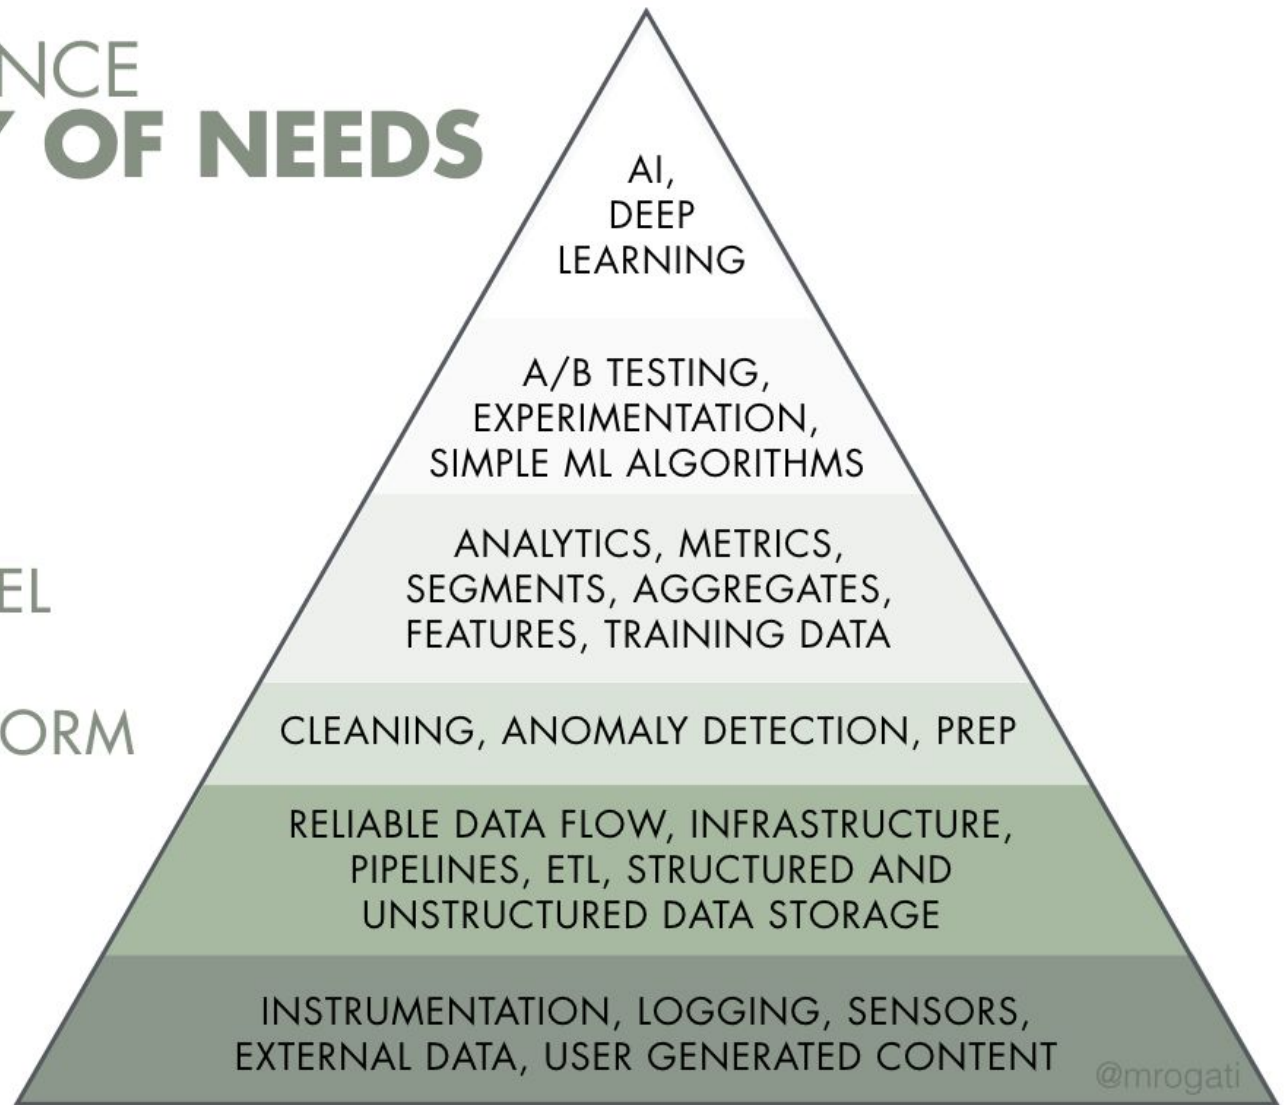 NCE
Y OF NEEDS
AI,
DEEP
LEARNING
A/B TESTING,
EXPERIMENTATION,
SIMPLE ML ALGORITHMS
ANALYTICS, METRICS,
SEGMENTS, AGGREGATES,
FEATURES, TRAINING DATA
EL
ORM
CLEANING, ANOMALY DETECTION, PREP
RELIABLE DATA FLOW, INFRASTRUCTURE,
PIPELINES, ETL, STRUCTURED AND
UNSTRUCTURED DATA STORAGE
INSTRUMENTATION, LOGGING, SENSORS,
EXTERNAL DATA, USER GENERATED CONTENT
@mrogati